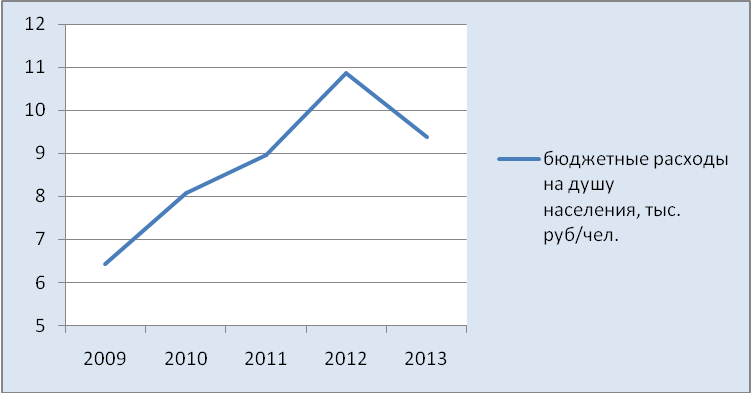 12
11
10
9
8
7
6
5
2009 2010 2011 2012 2013
бюджетные расходы
на душу
населения, тыс.
руб/чел.